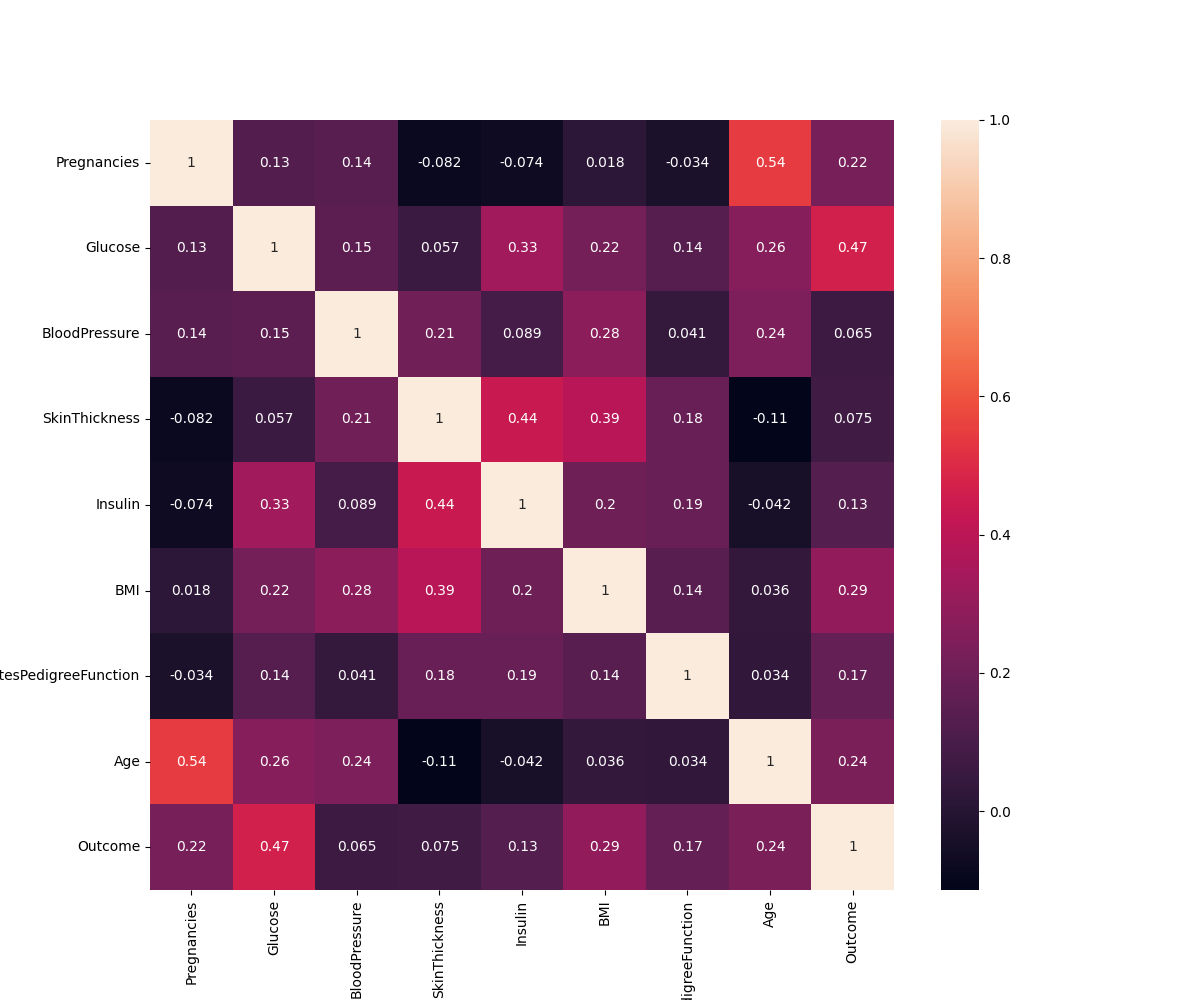 Pregnancies 1 0.13 0.14 -0.082 -0.074 0.018 -0.034 0.54 0.22
Glucose 0.13 1 0.15 0.057 0.33 0.22 0.14 0.26 0.47
BloodPressure 0.14 0.15 1 0.21 0.089 0.28 0.041 0.24 0.065
SkinThickness -0.082 0.057 0.21 1 0.44 0.39 0.18 -0.11 0.075
Insulin -0.074 0.33 0.089 0.44 1 0.2 0.19 -0.042 0.13
BMI 0.018 0.22 0.28 0.39 0.2 1 0.14 0.036 0.29
tesPedigreeFunction -0.034 0.14 0.041 0.18 0.19 0.14 1 0.034 0.17
Age 0.54 0.26 0.24 -0.11 -0.042 0.036 0.034 1 0.24
Outcome 0.22 0.47 0.065 0.075 0.13 0.29 0.17 0.24 1
Pregnancies
Glucose
BloodPressure
SkinThickness
Insulin
BMI
digreeFunction
Age
Outcome
1.0
0.8
0.6
0.4
0.2
0.0